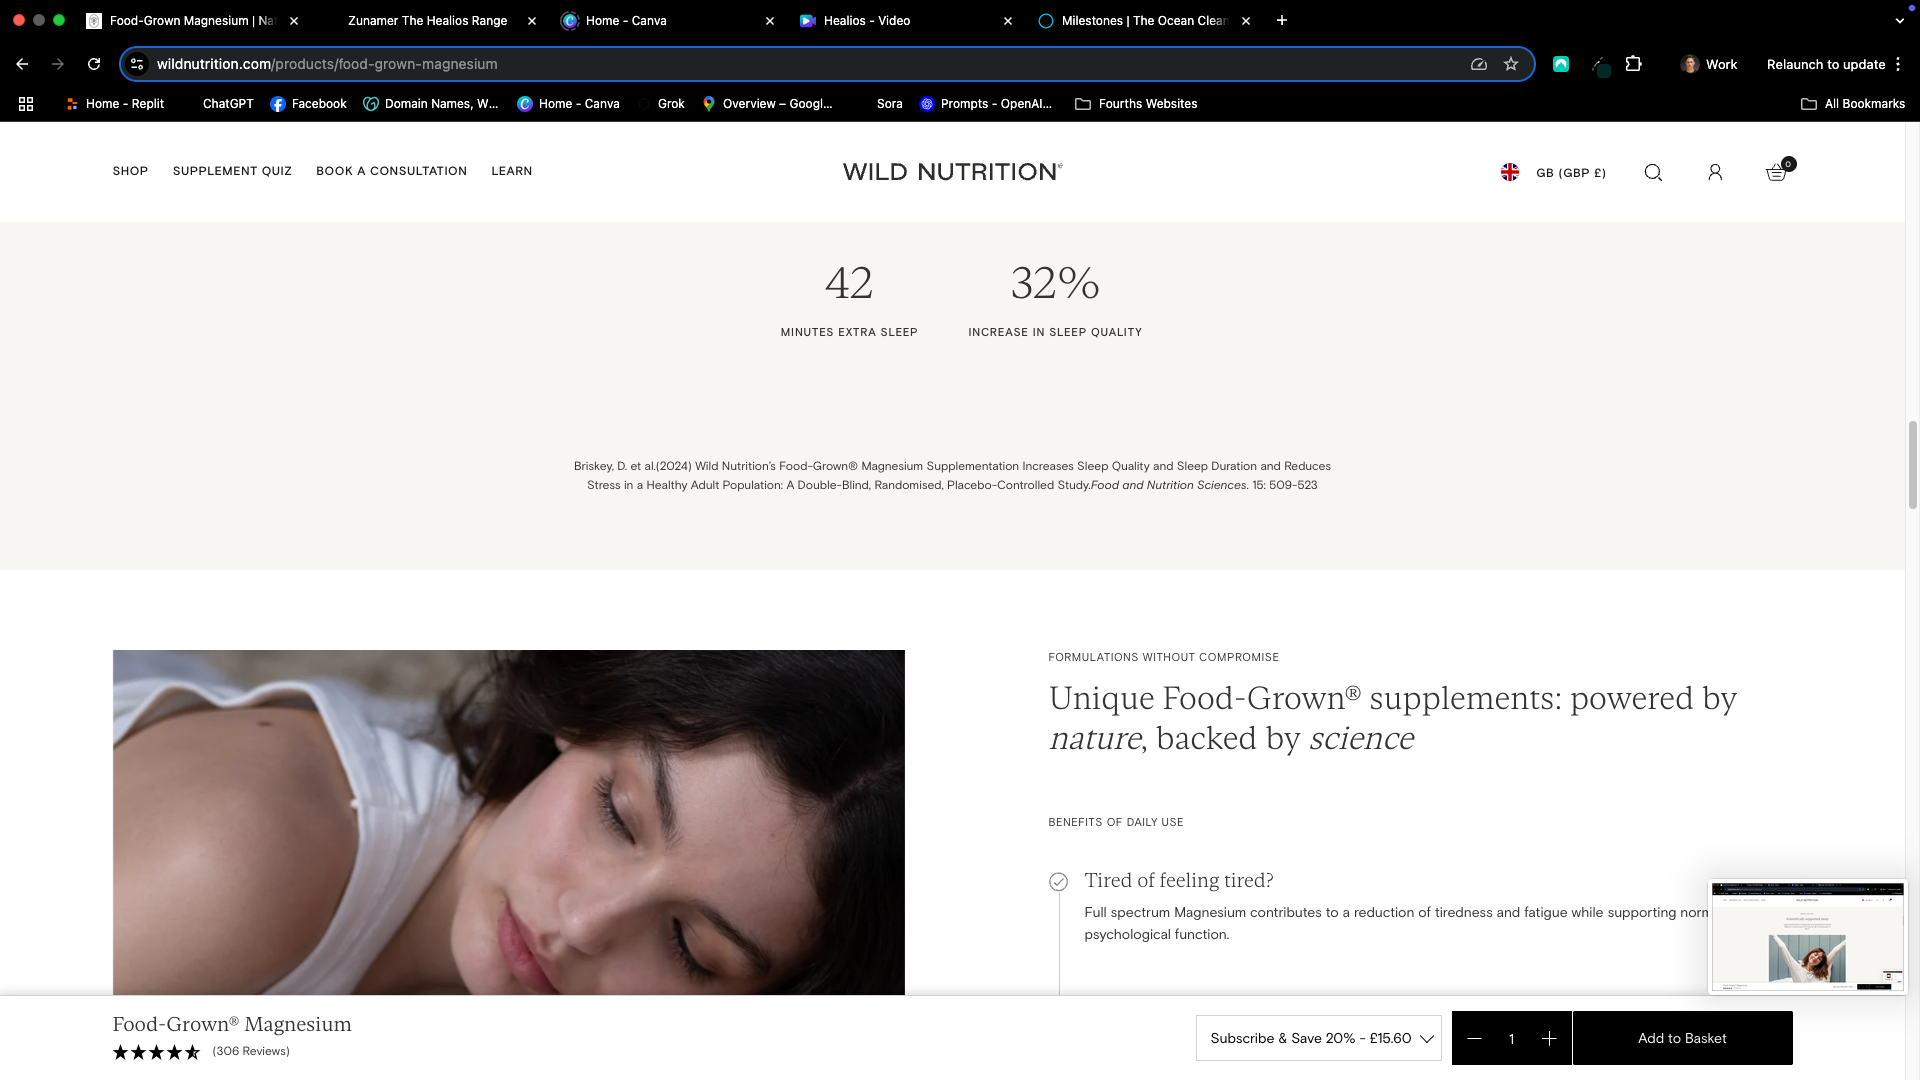 Food-Grown Magnesium | Na
Zunamer The Healios Range
Home - Canva
Healios - Video
Milestones | The Ocean Clean
wildnutrition.com/products/food-grown-magnesium
Work
Relaunch to update
Home - Replit
ChatGPT
Facebook
Domain Names, W...
Home - Canva
Grok
Overview – Googl...
Sora
Prompts - OpenAI...
Fourths Websites
All Bookmarks
SHOP
SUPPLEMENT QUIZ
BOOK A CONSULTATION
LEARN
WILD NUTRITION
GB (GBP £)
0
42
MINUTES EXTRA SLEEP
32%
INCREASE IN SLEEP QUALITY
Briskey, D. et al.(2024) Wild Nutrition's Food-Grown® Magnesium Supplementation Increases Sleep Quality and Sleep Duration and Reduces
Stress in a Healthy Adult Population: A Double-Blind, Randomised, Placebo-Controlled Study.Food and Nutrition Sciences. 15: 509-523
FORMULATIONS WITHOUT COMPROMISE
Unique Food-Grown® supplements: powered by
nature, backed by science
BENEFITS OF DAILY USE
Tired of feeling tired?
Full spectrum Magnesium contributes to a reduction of tiredness and fatigue while supporting norm
psychological function.
Food-Grown® Magnesium
(306 Reviews)
Subscribe & Save 20% - £15.60
1
Add to Basket